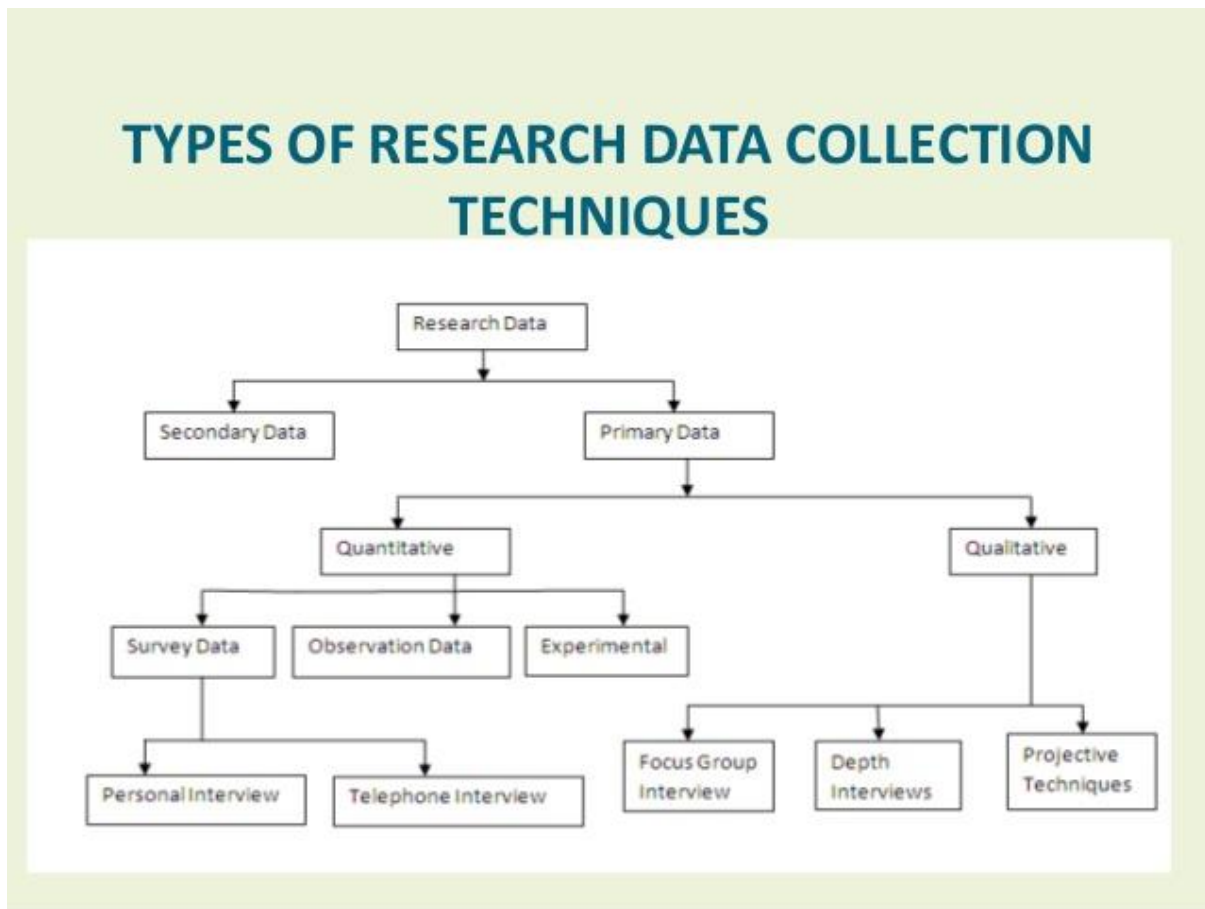 TYPES OF RESEARCH DATA COLLECTION
TECHNIQUES
Research Data
Secondary Data
Primary Data
Quantitative
Qualitative
Survey Data
Observation Data
Experimental
Focus Group
Interview
Depth
Interviews
Projective
Techniques
Personal Interview
Telephone Interview